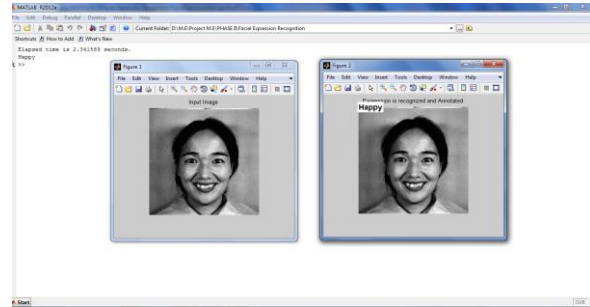 MATLAB R2012a
File Edit Debug Parallel Desktop Window Help
Current Folder: D:\M.E\Project M.E\PHASE II\Facial Expression Recognition
Shortcuts How to Add What's New
Elapsed time is 2.341588 seconds.
Happy
>>
Figure 1
File Edit View Insert Tools Desktop Window Help
Input Image
Figure 2
File Edit View Insert Tools Desktop Window Help
is recognized and Annotated
Happy
Start
OVR